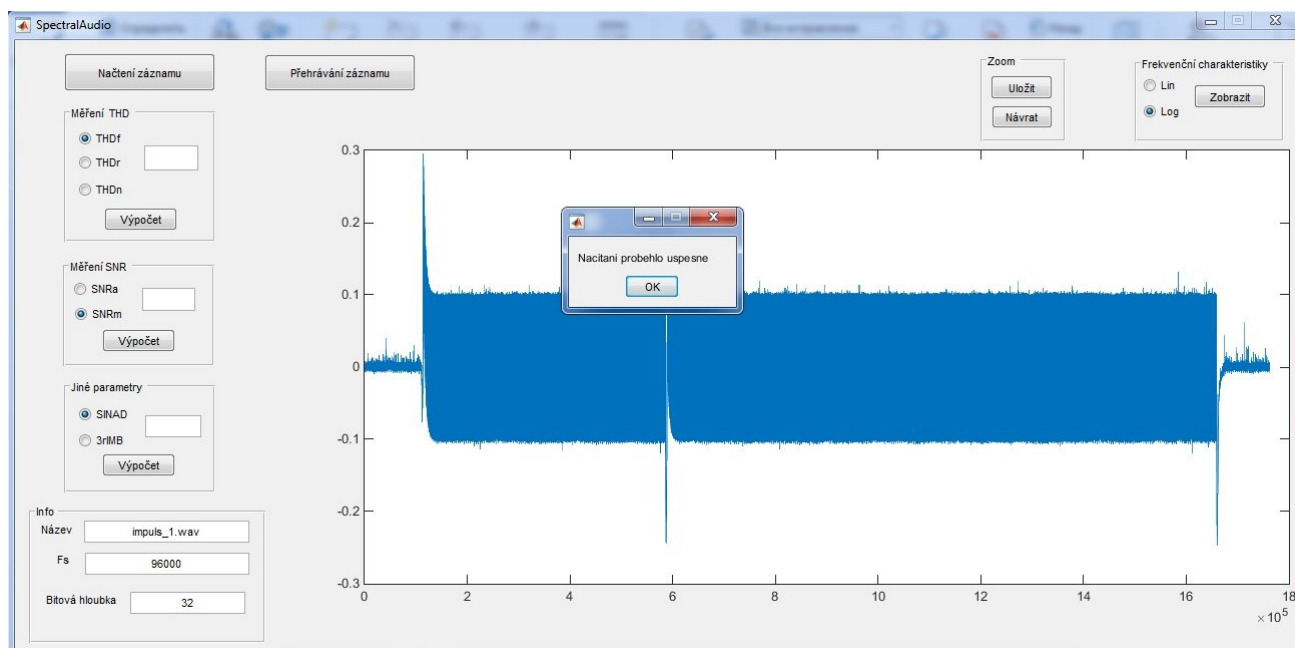 SpectralAudio
Načtení záznamu
Přehrávání záznamu
Zoom
Uložit
Návrat
Frekvenční charakteristiky
Lin
Log
Zobrazit
Měření THD
THDf
THDr
THDn
Výpočet
Měření SNR
SNRa
SNRm
Výpočet
Jiné parametry
SINAD
3rIMB
Výpočet
Info
Název
impuls_1.wav
Fs
96000
Bitová hloubka
32
Nacitani probehlo uspesne
OK
0.3
0.2
0.1
0
-0.1
-0.2
-0.3
0 2 4 6 8 10 12 14 16 18
× 10^5